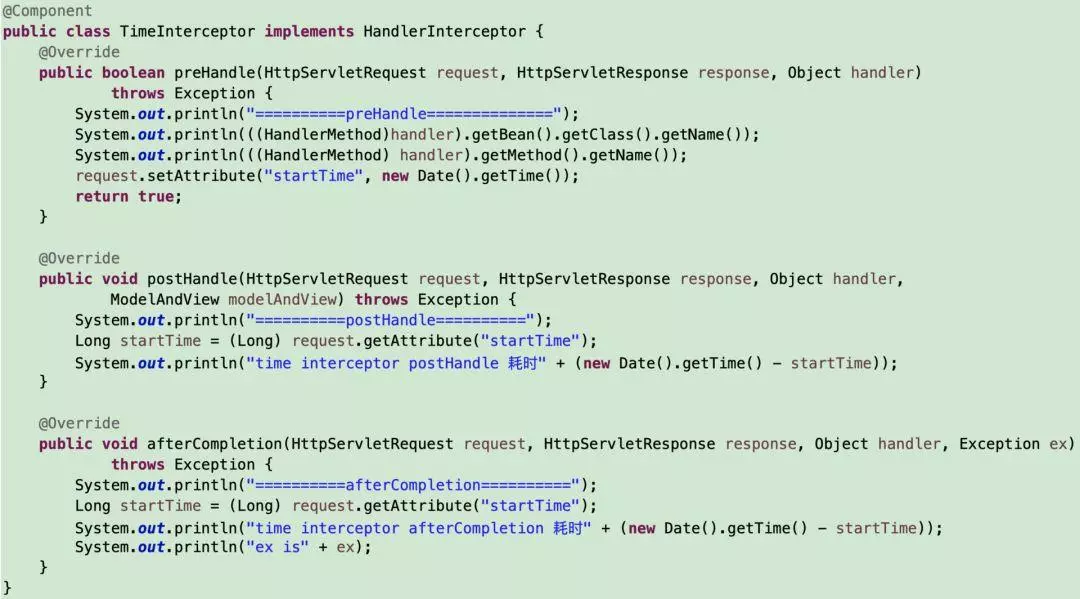 @Component
public class TimeInterceptor implements HandlerInterceptor {
    @Override
    public boolean preHandle(HttpServletRequest request, HttpServletResponse response, Object handler)
            throws Exception {
        System.out.println("==========preHandle==============");
        System.out.println(((HandlerMethod)handler).getBean().getClass().getName());
        System.out.println(((HandlerMethod) handler).getMethod().getName());
        request.setAttribute("startTime", new Date().getTime());
        return true;
    }

    @Override
    public void postHandle(HttpServletRequest request, HttpServletResponse response, Object handler,
            ModelAndView modelAndView) throws Exception {
        System.out.println("==========postHandle==========");
        Long startTime = (Long) request.getAttribute("startTime");
        System.out.println("time interceptor postHandle 耗时" + (new Date().getTime() - startTime));
    }

    @Override
    public void afterCompletion(HttpServletRequest request, HttpServletResponse response, Object handler, Exception ex)
            throws Exception {
        System.out.println("==========afterCompletion==========");
        Long startTime = (Long) request.getAttribute("startTime");
        System.out.println("time interceptor afterCompletion 耗时" + (new Date().getTime() - startTime));
        System.out.println("ex is" + ex);
    }
}